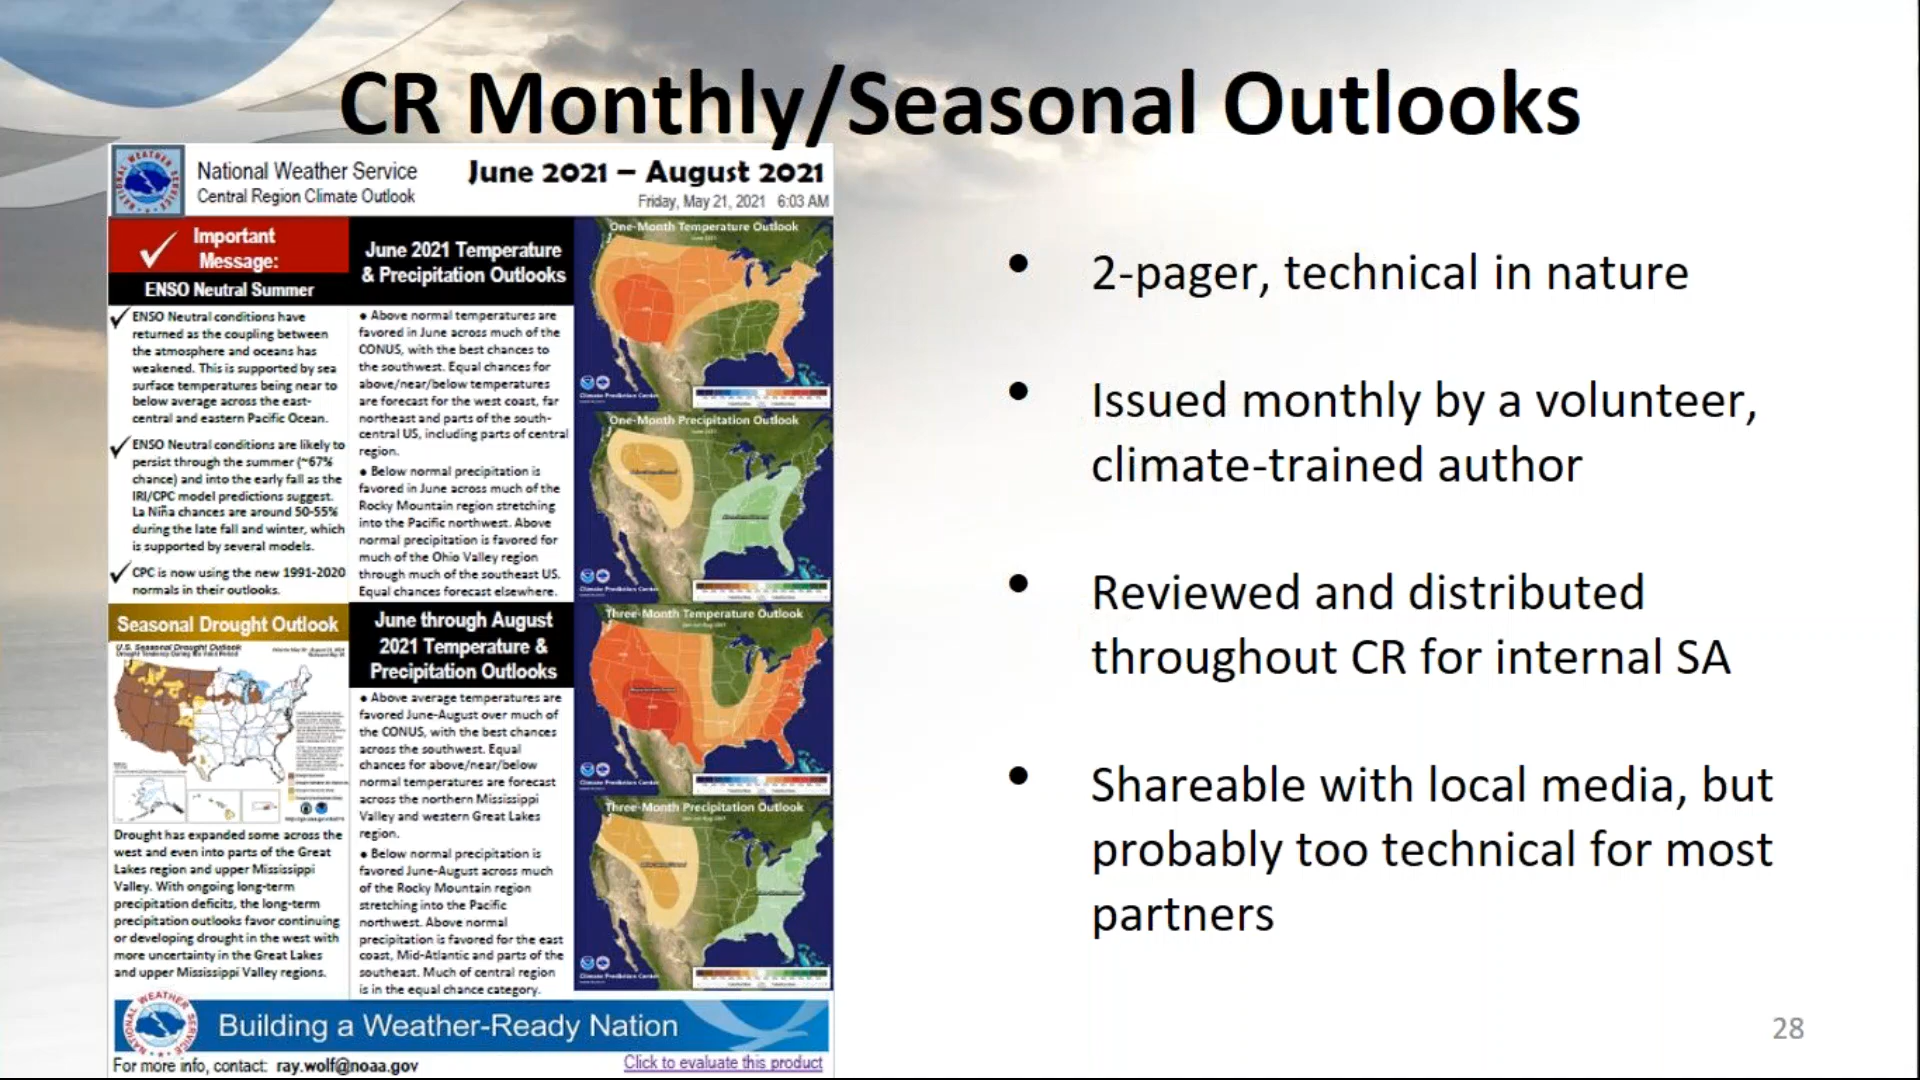 CR Monthly/Seasonal Outlooks
National Weather Service
Central Region Climate Outlook
June 2021 – August 2021
Friday, May 21, 2021 6:03 AM
Important
Message:
ENSO Neutral Summer
✓ ENSO Neutral conditions have
returned as the coupling between
the atmosphere and oceans has
weakened. This is supported by sea
surface temperatures being near to
below average across the east-
central and eastern Pacific Ocean.
✓ ENSO Neutral conditions are likely to
persist through the summer (~67%
chance) and into the early fall as the
IRI/CPC model predictions suggest.
La Niña chances are around 50-55%
during the late fall and winter, which
is supported by several models.
✓ CPC is now using the new 1991-2020
normals in their outlooks.
Seasonal Drought Outlook
U.S. Seasonal Drought Outlook
Drought Tendency During the Valid Period
Drought has expanded some across the
west and even into parts of the Great
Lakes region and upper Mississippi
Valley. With ongoing long-term
precipitation deficits, the long-term
precipitation outlooks favor continuing
or developing drought in the west with
more uncertainty in the Great Lakes
and upper Mississippi Valley regions.
June 2021 Temperature
& Precipitation Outlooks
• Above normal temperatures are
favored in June across much of the
CONUS, with the best chances to
the southwest. Equal chances for
above/near/below temperatures
are forecast for the west coast, far
northeast and parts of the south-
central US, including parts of central
region.
• Below normal precipitation is
favored in June across much of the
Rocky Mountain region stretching
into the Pacific northwest. Above
normal precipitation is favored for
much of the Ohio Valley region
through much of the southeast US.
Equal chances forecast elsewhere.
June through August
2021 Temperature &
Precipitation Outlooks
• Above average temperatures are
favored June-August over much of
the CONUS, with the best chances
across the southwest. Equal
chances for above/near/below
normal temperatures are forecast
across the northern Mississippi
Valley and western Great Lakes
region.
• Below normal precipitation is
favored June-August across much
of the Rocky Mountain region
stretching into the Pacific
northwest. Above normal
precipitation is favored for the east
coast, Mid-Atlantic and parts of the
southeast. Much of central region
is in the equal chance category.
One-Month Temperature Outlook
Climate Prediction Center
One-Month Precipitation Outlook
Climate Prediction Center
Three-Month Temperature Outlook
Climate Prediction Center
Three-Month Precipitation Outlook
Climate Prediction Center
Building a Weather-Ready Nation
For more info, contact: ray.wolf@noaa.gov
Click to evaluate this product
• 2-pager, technical in nature
• Issued monthly by a volunteer,
climate-trained author
• Reviewed and distributed
throughout CR for internal SA
• Shareable with local media, but
probably too technical for most
partners
28